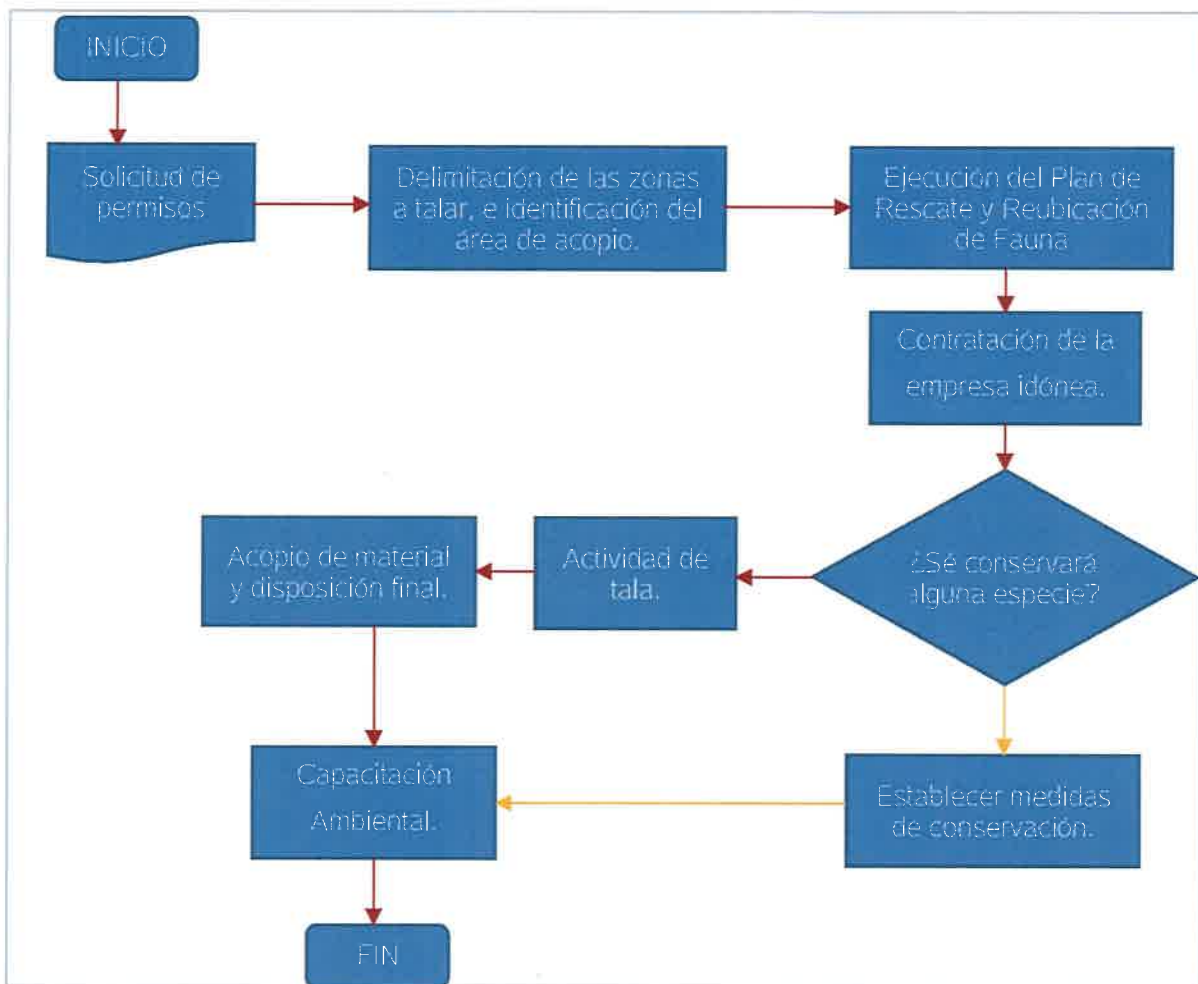 INICIO
Solicitud de
permisos
Delimitación de las zonas
a talar, e identificación del
área de acopio.
Ejecución del Plan de
Rescate y Reubicación
de Fauna
Contratación de la
empresa idónea.
¿Sé conservará
alguna especie?
Actividad de
tala.
Acopio de material
y disposición final.
Establecer medidas
de conservación.
Capacitación
Ambiental.
FIN